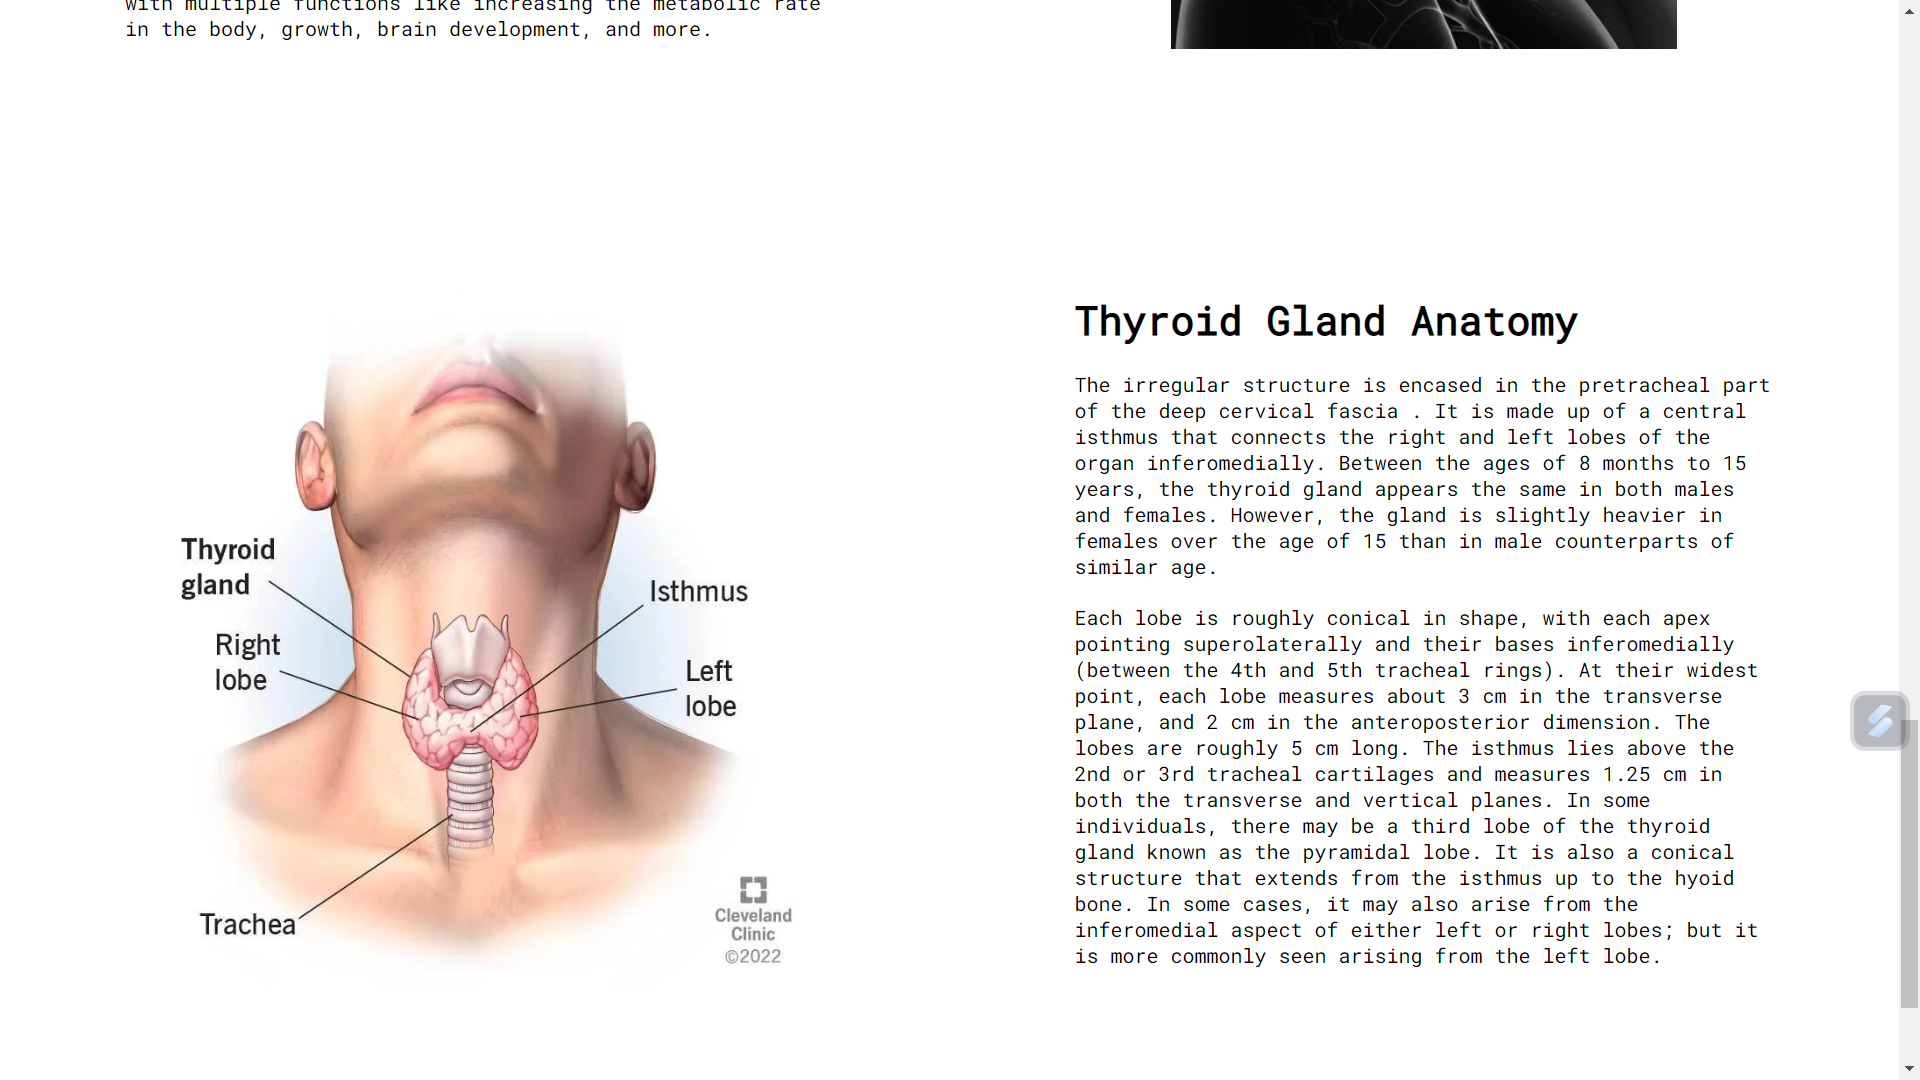 with multiple functions like increasing the metabolic rate
in the body, growth, brain development, and more.
Thyroid
gland
Right
lobe
Isthmus
Left
lobe
Trachea
Cleveland
Clinic
©2022
Thyroid Gland Anatomy
The irregular structure is encased in the pretracheal part
of the deep cervical fascia . It is made up of a central
isthmus that connects the right and left lobes of the
organ inferomedially. Between the ages of 8 months to 15
years, the thyroid gland appears the same in both males
and females. However, the gland is slightly heavier in
females over the age of 15 than in male counterparts of
similar age.
Each lobe is roughly conical in shape, with each apex
pointing superolaterally and their bases inferomedially
(between the 4th and 5th tracheal rings). At their widest
point, each lobe measures about 3 cm in the transverse
plane, and 2 cm in the anteroposterior dimension. The
lobes are roughly 5 cm long. The isthmus lies above the
2nd or 3rd tracheal cartilages and measures 1.25 cm in
both the transverse and vertical planes. In some
individuals, there may be a third lobe of the thyroid
gland known as the pyramidal lobe. It is also a conical
structure that extends from the isthmus up to the hyoid
bone. In some cases, it may also arise from the
inferomedial aspect of either left or right lobes; but it
is more commonly seen arising from the left lobe.